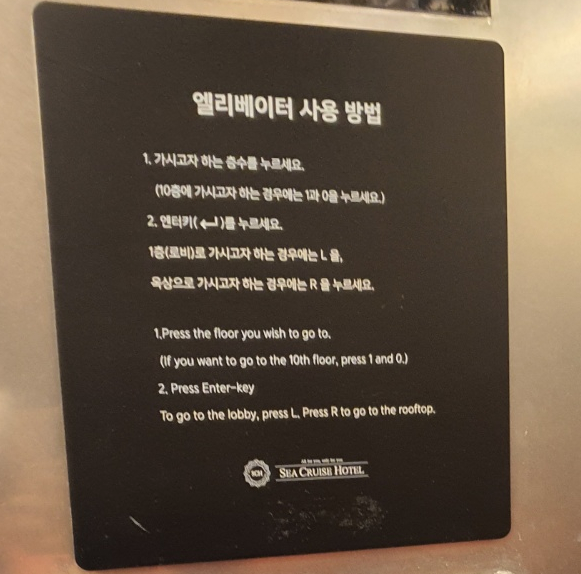 엘리베이터 사용 방법
1. 가시고자 하는 층수를 누르세요.
(10층에 가시고자 하는 경우에는 1과 0을 누르세요.)
2. 엔터키(↵)를 누르세요.
1층(로비)로 가시고자 하는 경우에는 L 을,
옥상으로 가시고자 하는 경우에는 R 을 누르세요.
1.Press the floor you wish to go to.
(If you want to go to the 10th floor, press 1 and 0.)
2. Press Enter-key
To go to the lobby, press L. Press R to go to the rooftop.
SEA CRUISE HOTEL